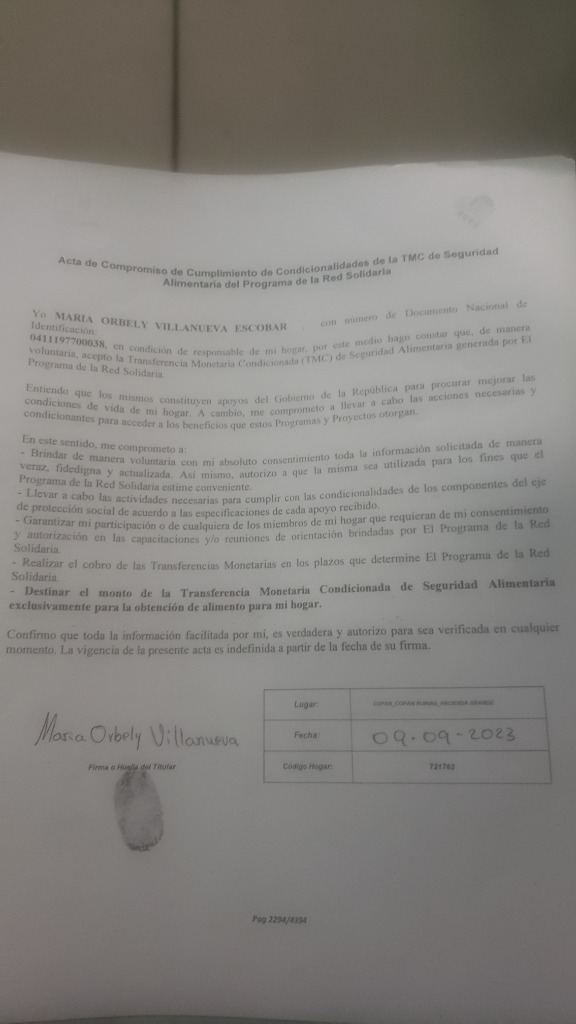 Acta de Compromiso de Cumplimiento de Condicionalidades de la TMC de Seguridad
Alimentaria del Programa de la Red Solidaria
Yo MARIA ORBELY VILLANUEVA ESCOBAR , con número de Documento Nacional de
Identificación:
0411197700038, en condición de responsable de mi hogar, por este medio hago constar que, de manera
voluntaria, acepto la Transferencia Monetaria Condicionada (TMC) de Seguridad Alimentaria generada por El
Programa de la Red Solidaria.
Entiendo que los mismos constituyen apoyos del Gobierno de la República para procurar mejorar las
condiciones de vida de mi hogar. A cambio, me comprometo a llevar a cabo las acciones necesarias y
condicionantes para acceder a los beneficios que estos Programas y Proyectos otorgan.
En este sentido, me comprometo a:
- Brindar de manera voluntaria con mi absoluto consentimiento toda la información solicitada de manera
veraz, fidedigna y actualizada. Así mismo, autorizo a que la misma sea utilizada para los fines que el
Programa de la Red Solidaria estime conveniente.
- Llevar a cabo las actividades necesarias para cumplir con las condicionalidades de los componentes del eje
de protección social de acuerdo a las especificaciones de cada apoyo recibido.
- Garantizar mi participación o de cualquiera de los miembros de mi hogar que requieran de mi consentimiento
y autorización en las capacitaciones y/o reuniones de orientación brindadas por El Programa de la Red
Solidaria.
- Realizar el cobro de las Transferencias Monetarias en los plazos que determine El Programa de la Red
Solidaria.
- Destinar el monto de la Transferencia Monetaria Condicionada de Seguridad Alimentaria
exclusivamente para la obtención de alimento para mi hogar.
Confirmo que toda la información facilitada por mi, es verdadera y autorizo para sea verificada en cualquier
momento. La vigencia de la presente acta es indefinida a partir de la fecha de su firma.
Maria Orbely Villanueva
Firma o Huella del Titular
Lugar: COPAN_COPAN RUINAS_HACIENDA GRANDE
Fecha: 09-09-2023
Código Hogar: 721763
Pag 2294/4394